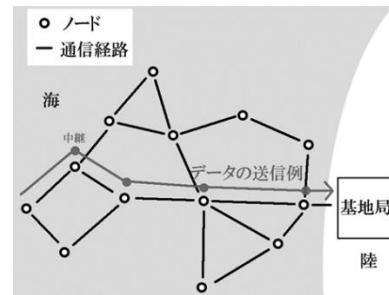 ノード
通信経路
海
中継
データの送信例
基地局
陸